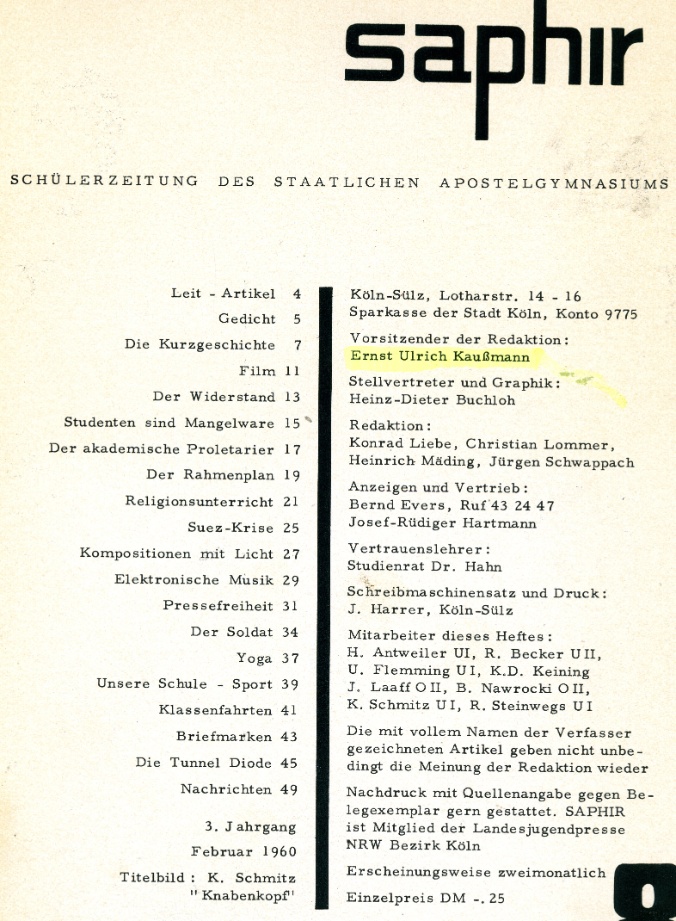 saphir
SCHÜLERZEITUNG DES STAATLICHEN APOSTELGYMNASIUMS
Leit - Artikel 4
Gedicht 5
Die Kurzgeschichte 7
Film 11
Der Widerstand 13
Studenten sind Mangelware 15
Der akademische Proletarier 17
Der Rahmenplan 19
Religionsunterricht 21
Suez-Krise 25
Kompositionen mit Licht 27
Elektronische Musik 29
Pressefreiheit 31
Der Soldat 34
Yoga 37
Unsere Schule - Sport 39
Klassenfahrten 41
Briefmarken 43
Die Tunnel Diode 45
Nachrichten 49
3. Jahrgang
Februar 1960
Titelbild : K. Schmitz
"Knabenkopf"
Köln-Sülz, Lotharstr. 14 - 16
Sparkasse der Stadt Köln, Konto 9775
Vorsitzender der Redaktion:
Ernst Ulrich Kaußmann
Stellvertreter und Graphik:
Heinz-Dieter Buchloh
Redaktion:
Konrad Liebe, Christian Lommer,
Heinrich Mäding, Jürgen Schwappach
Anzeigen und Vertrieb:
Bernd Evers, Ruf 43 24 47
Josef-Rüdiger Hartmann
Vertrauenslehrer:
Studienrat Dr. Hahn
Schreibmaschinensatz und Druck:
J. Harrer, Köln-Sülz
Mitarbeiter dieses Heftes:
H. Antweiler UI, R. Becker UII,
U. Flemming UI, K.D. Keining
J. Laaff OII, B. Nawrocki OII,
K. Schmitz UI, R. Steinwegs UI
Die mit vollem Namen der Verfasser
gezeichneten Artikel geben nicht unbe-
dingt die Meinung der Redaktion wieder
Nachdruck mit Quellenangabe gegen Be-
legexemplar gern gestattet. SAPHIR
ist Mitglied der Landesjugendpresse
NRW Bezirk Köln
Erscheinungsweise zweimonatlich
Einzelpreis DM -.25